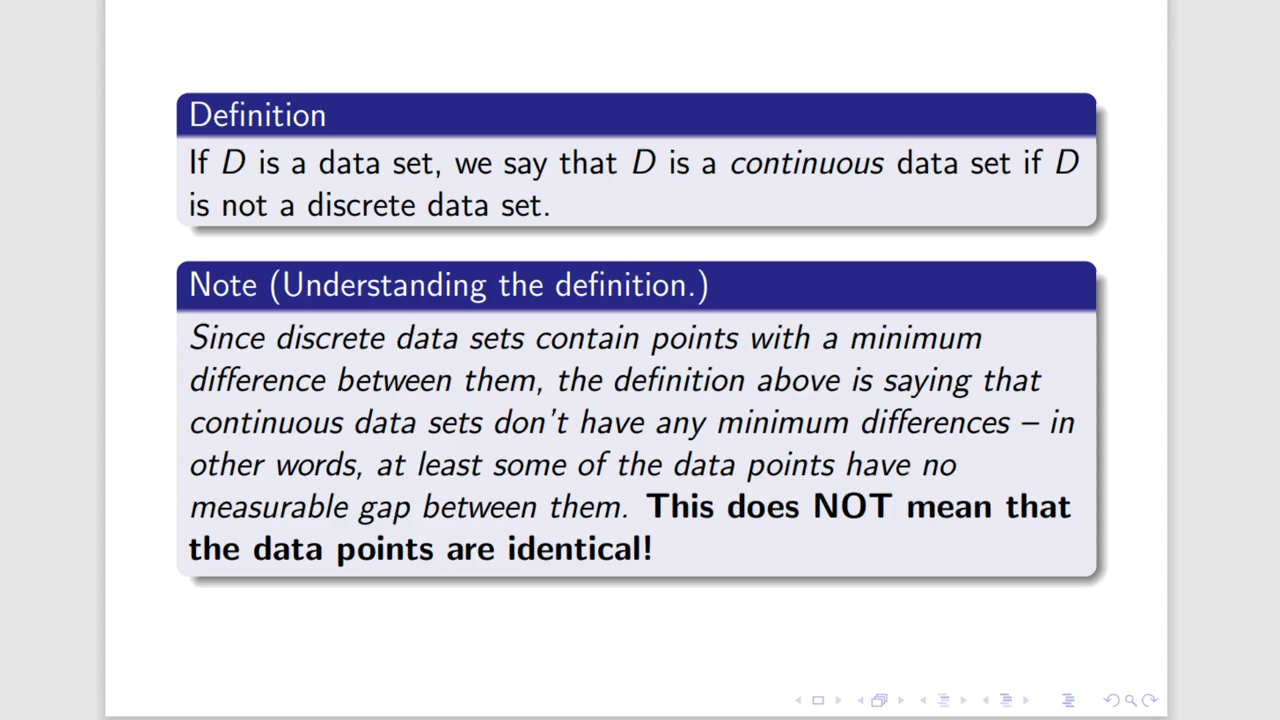 Definition
If D is a data set, we say that D is a continuous data set if D
is not a discrete data set.
Note (Understanding the definition.)
Since discrete data sets contain points with a minimum
difference between them, the definition above is saying that
continuous data sets don't have any minimum differences – in
other words, at least some of the data points have no
measurable gap between them. This does NOT mean that
the data points are identical!